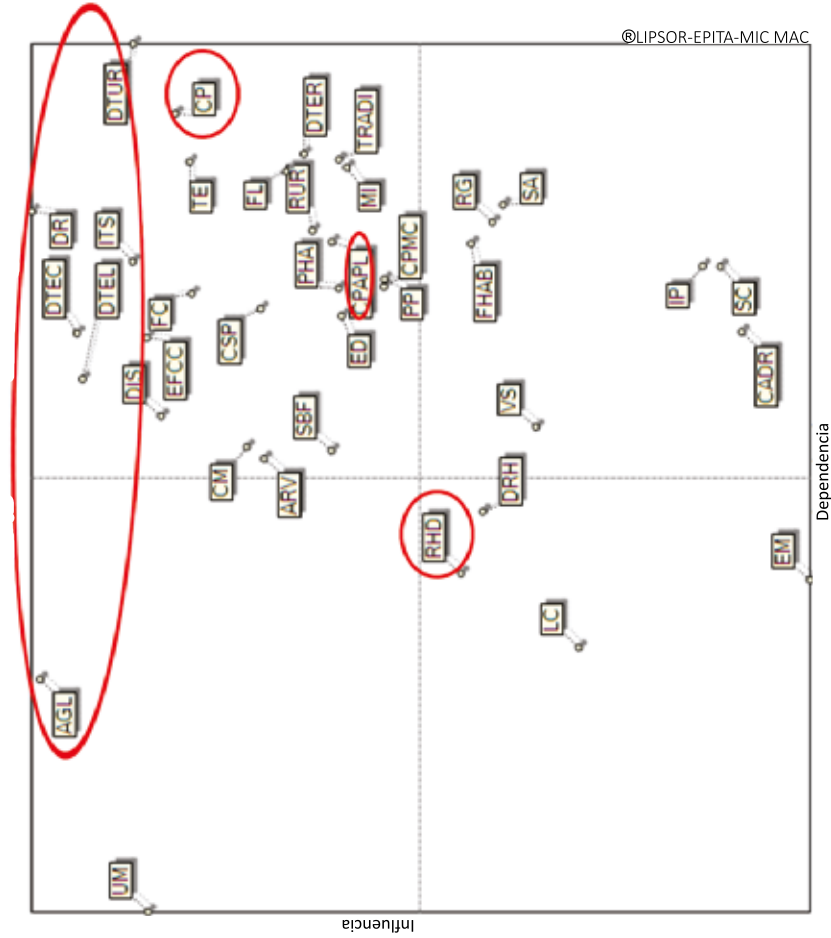 ®LIPSOR-EPITA-MIC MAC
DTUR
CP
DTER
TRADI
TE
FL
RUR
MI
RG
SA
DR
ITS
DTEC
DTEL
PHA
CPAPL
CPMC
PP
FHAB
IP
SC
FC
EFCC
CSP
EDI
DISI
CADR
SBF
VS
CM
ARV
DRH
RHD
EM
LC
AGL
UM
Dependencia
Influencia